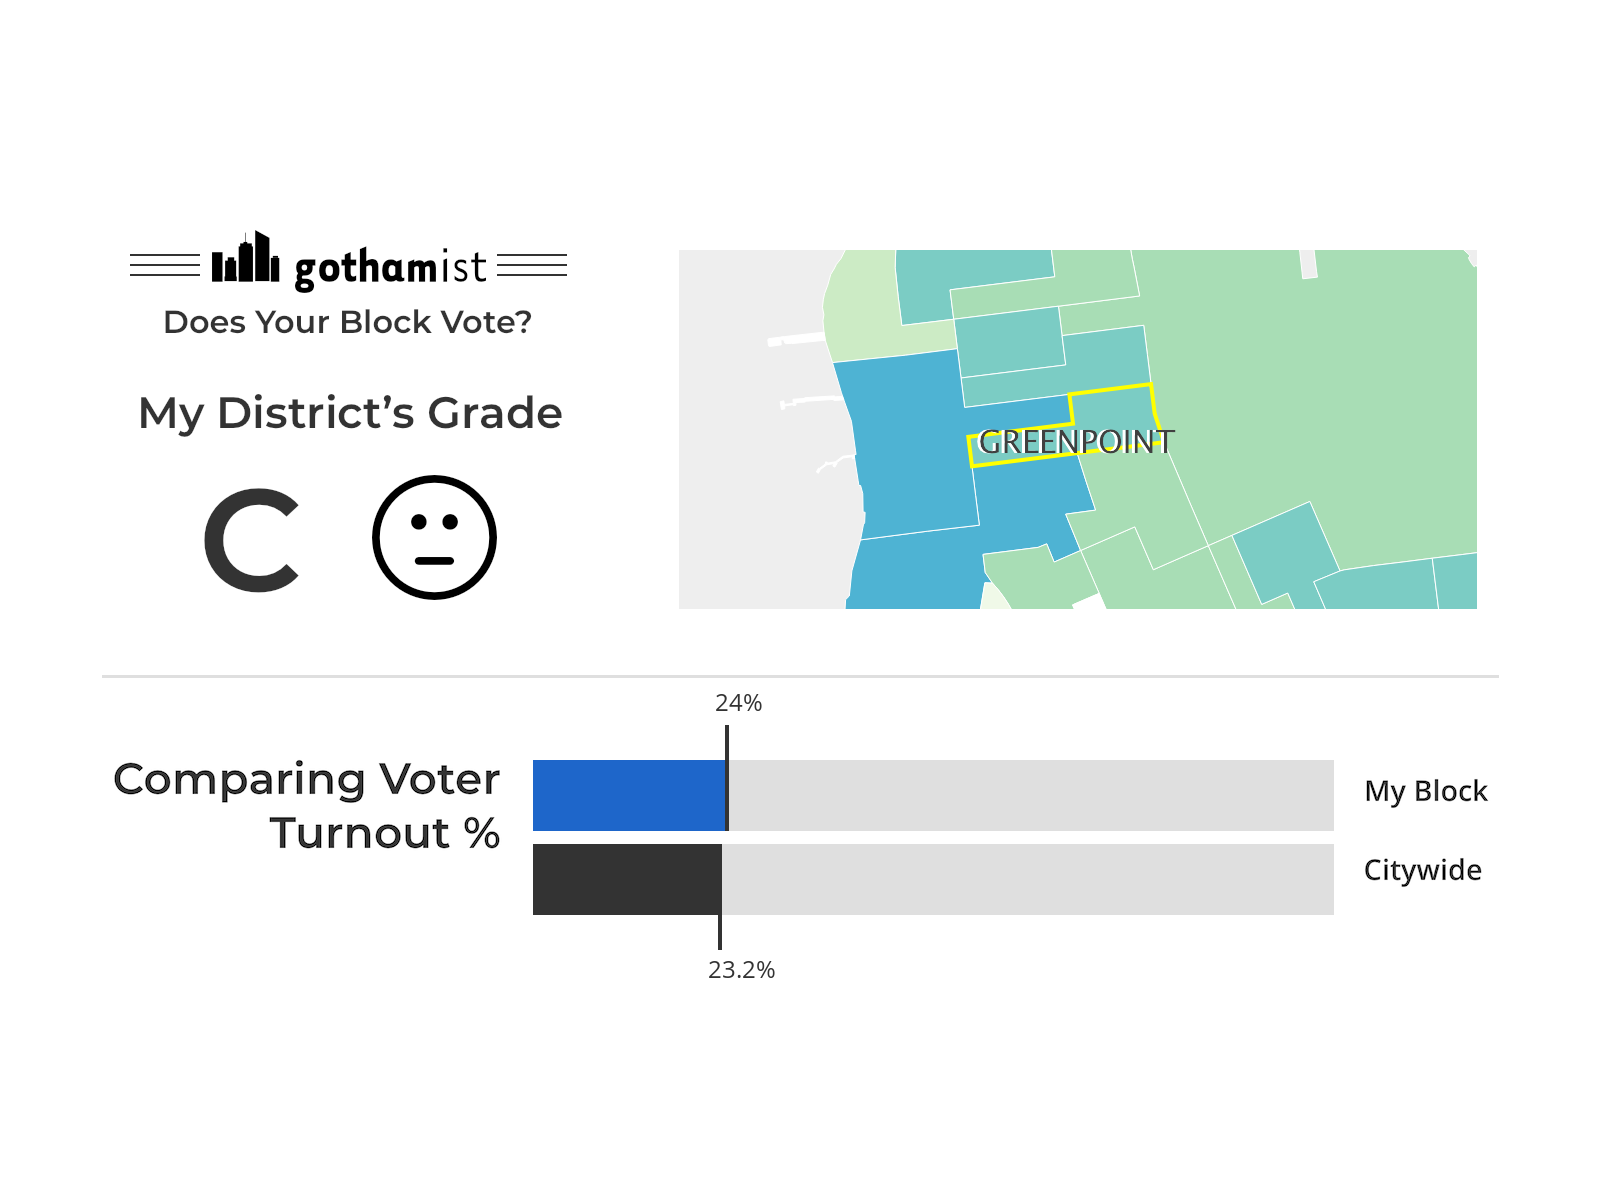 gothamist
Does Your Block Vote?
My District's Grade
C
GREENPOINT
24%
Comparing Voter
Turnout %
My Block
Citywide
23.2%